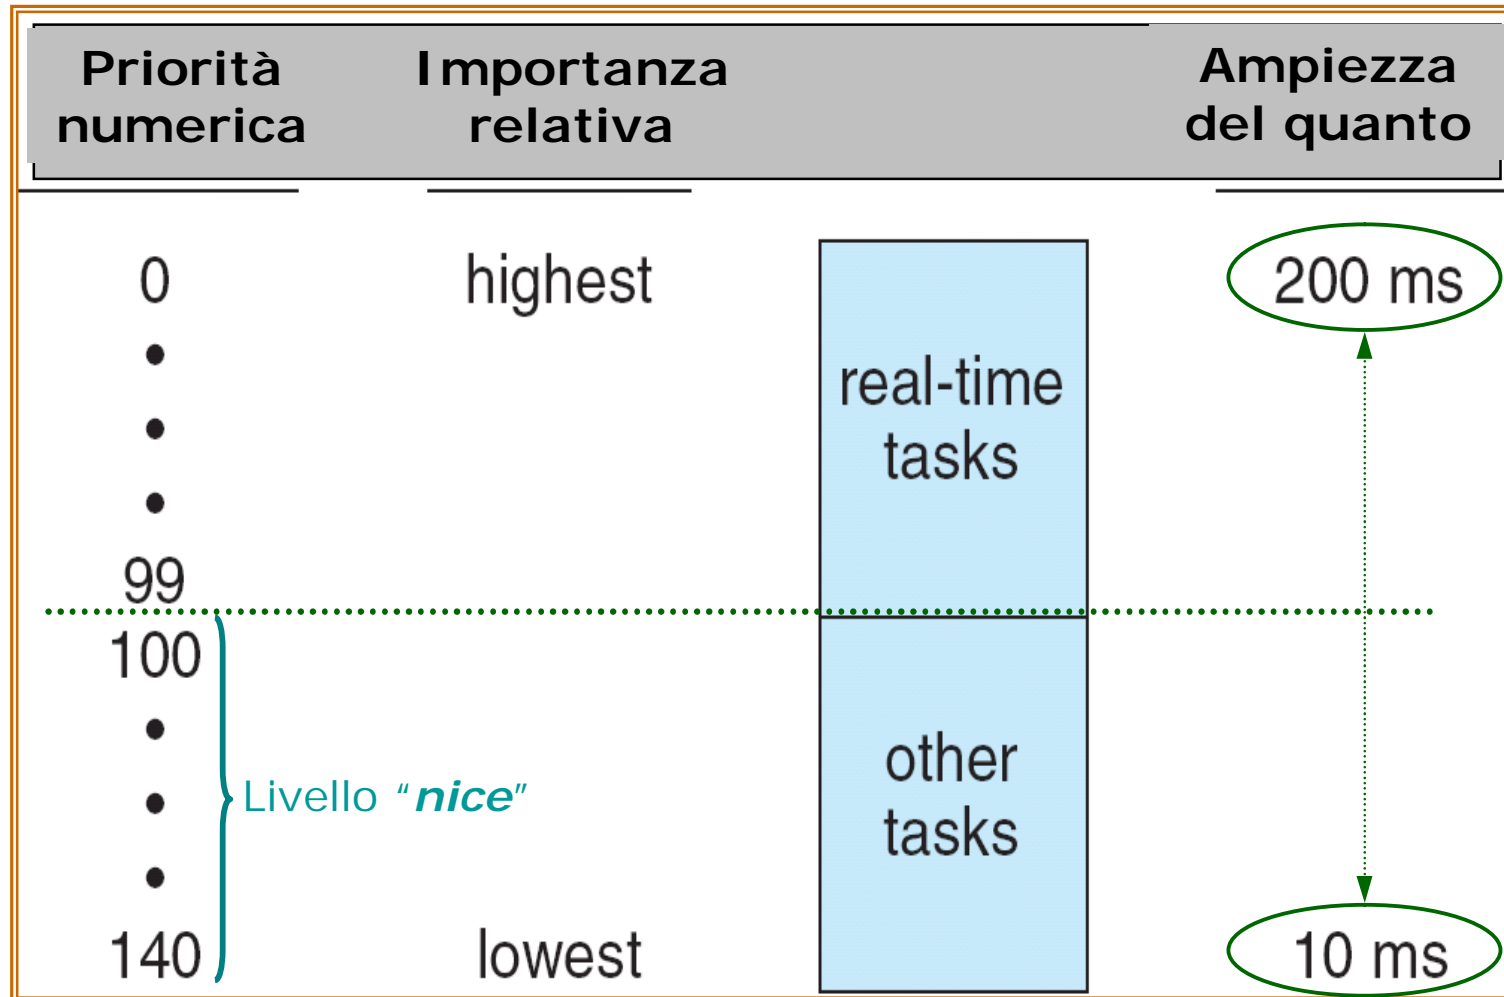 Priorità
numerica
Importanza
relativa
Ampiezza
del quanto
0
highest
200 ms
real-time
tasks
99
100
Livello “nice”
other
tasks
140
lowest
10 ms